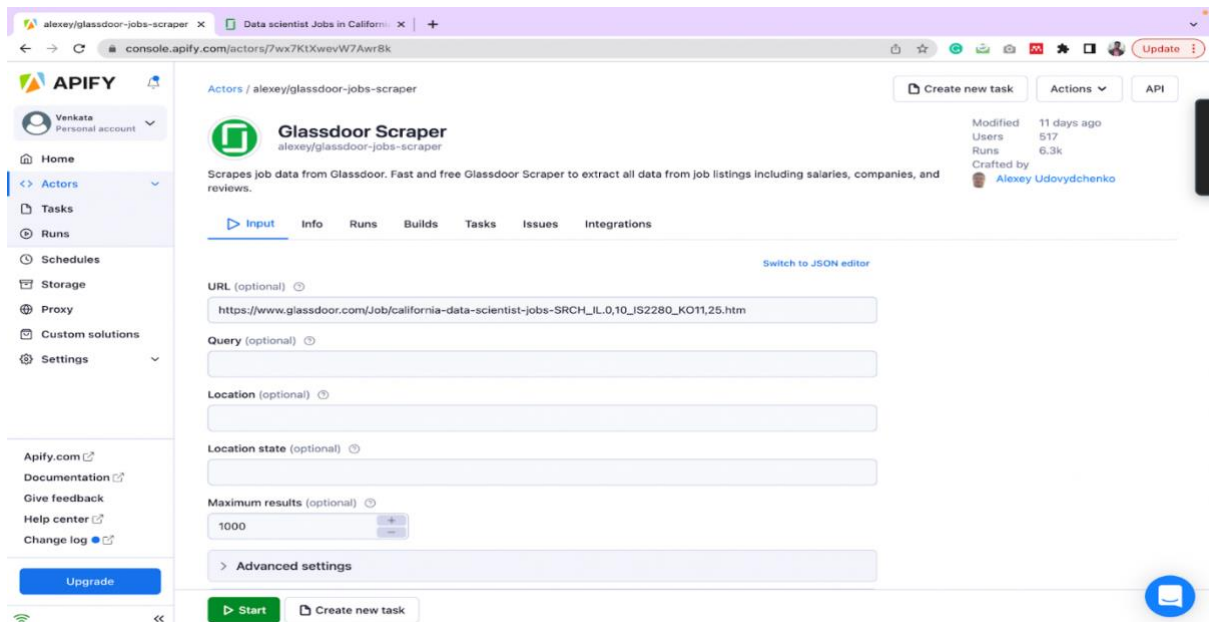 alexey/glassdoor-jobs-scraper
Data scientist Jobs in Californi
console.apify.com/actors/7wx7KtXwevW7Awr8k
Update
APIFY
Venkata
Personal account
Home
Actors
Tasks
Runs
Schedules
Storage
Proxy
Custom solutions
Settings
Apify.com
Documentation
Give feedback
Help center
Change log
Upgrade
Actors / alexey/glassdoor-jobs-scraper
Create new task
Actions
API
Glassdoor Scraper
alexey/glassdoor-jobs-scraper
Scrapes job data from Glassdoor. Fast and free Glassdoor Scraper to extract all data from job listings including salaries, companies, and
reviews.
Modified 11 days ago
Users 517
Runs 6.3k
Crafted by
Alexey Udovydchenko
Input Info Runs Builds Tasks Issues Integrations
Switch to JSON editor
URL (optional)
https://www.glassdoor.com/Job/california-data-scientist-jobs-SRCH_IL.0,10_IS2280_KO11,25.htm
Query (optional)
Location (optional)
Location state (optional)
Maximum results (optional)
1000
Advanced settings
Start
Create new task